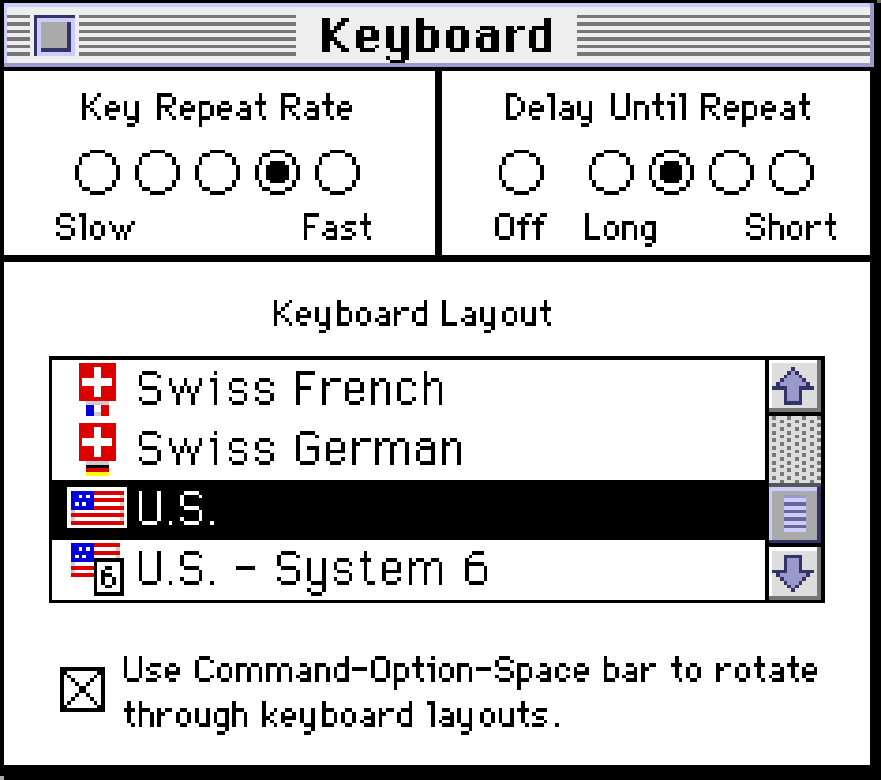 Keyboard
Key Repeat Rate
Slow Fast
Delay Until Repeat
Off Long Short
Keyboard Layout
Swiss French
Swiss German
U.S.
6 U.S. - System 6
Use Command-Option-Space bar to rotate
through keyboard layouts.